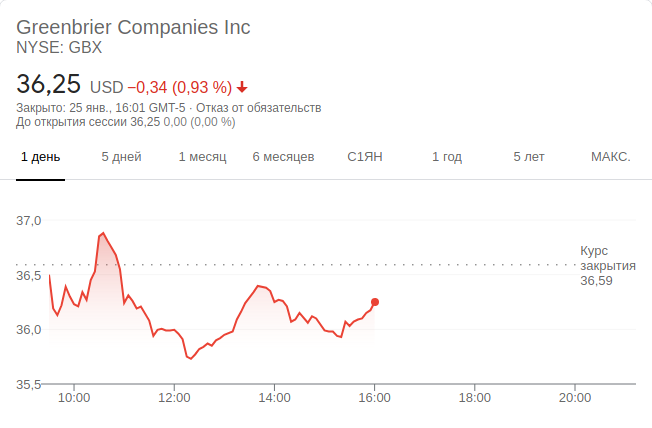 Greenbrier Companies Inc
NYSE: GBX
36,25 USD −0,34 (0,93 %)
Закрыто: 25 янв., 16:01 GMT-5 · Отказ от обязательств
До открытия сессии 36,25 0,00 (0,00 %)
1 день 5 дней 1 месяц 6 месяцев С1ЯН 1 год 5 лет МАКС.
37,0
Курс
закрытия
36,59
36,5
36,0
35,5
10:00 12:00 14:00 16:00 18:00 20:00